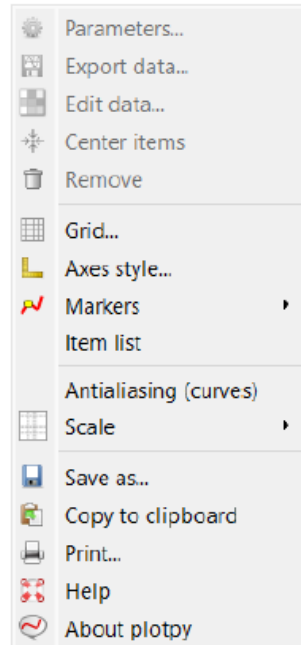 Parameters...
Export data...
Edit data...
Center items
Remove
Grid...
Axes style...
Markers
Item list
Antialiasing (curves)
Scale
Save as...
Copy to clipboard
Print...
Help
About plotpy